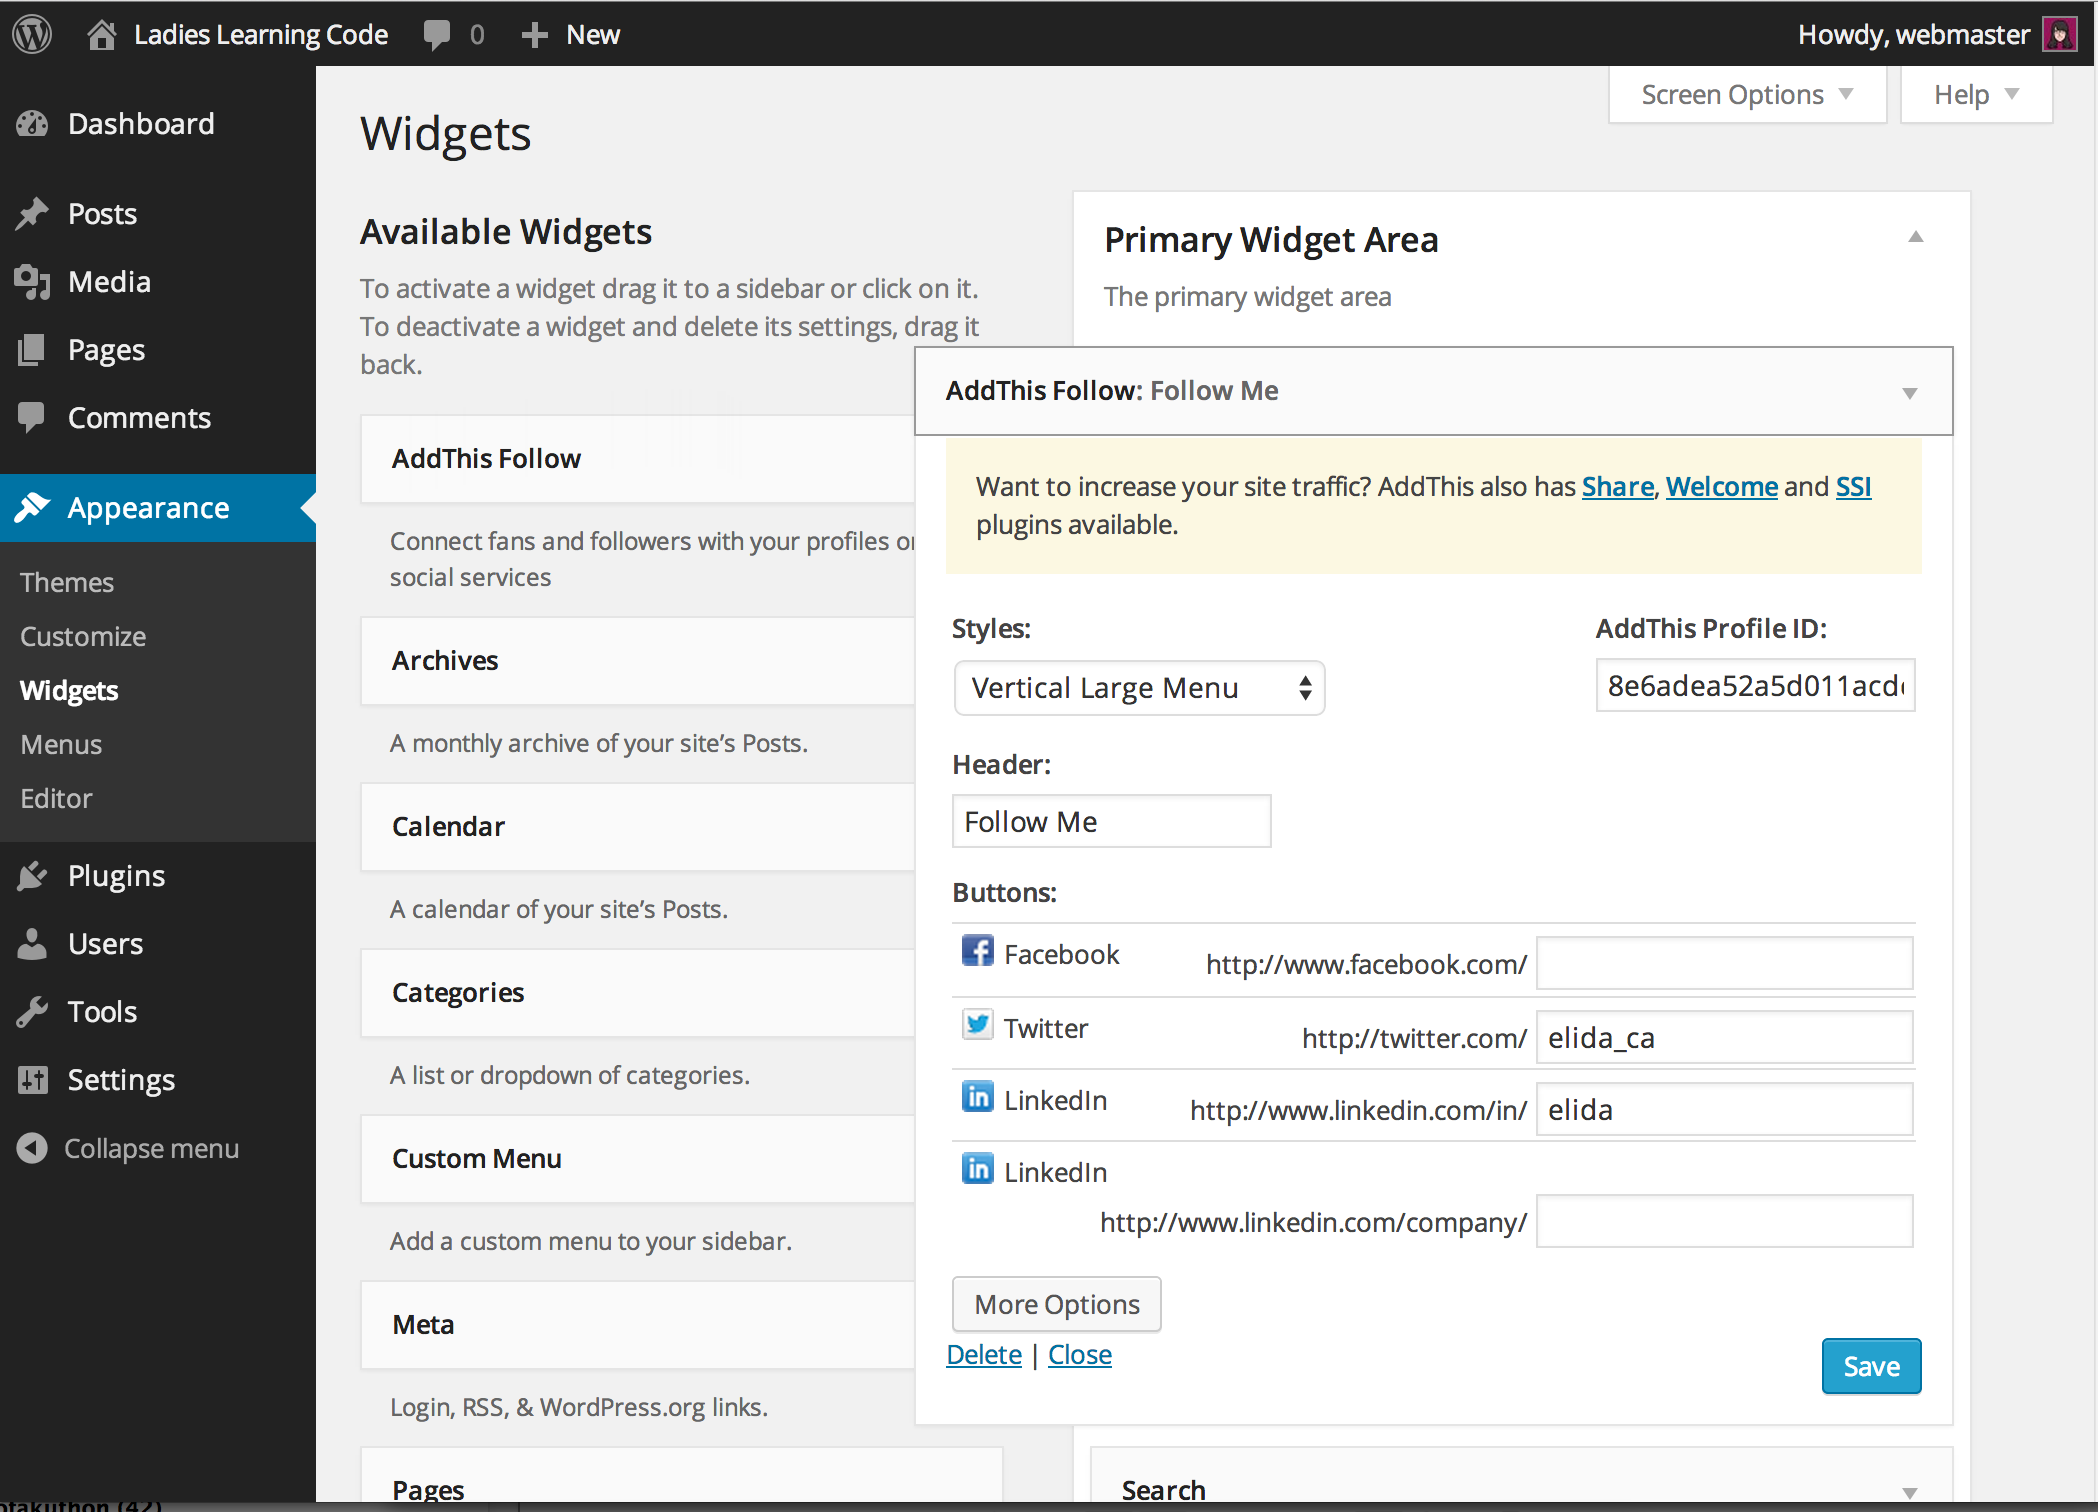 Ladies Learning Code 0 New Howdy, webmaster
Screen Options Help
Dashboard
Posts
Media
Pages
Comments
Appearance
Themes
Customize
Widgets
Menus
Editor
Plugins
Users
Tools
Settings
Collapse menu
Widgets
Available Widgets
To activate a widget drag it to a sidebar or click on it.
To deactivate a widget and delete its settings, drag it
back.
AddThis Follow
Connect fans and followers with your profiles
social services
Archives
A monthly archive of your site's Posts.
Calendar
A calendar of your site's Posts.
Categories
A list or dropdown of categories.
Custom Menu
Add a custom menu to your sidebar.
Meta
Login, RSS, & WordPress.org links.
Pages
Primary Widget Area
The primary widget area
AddThis Follow: Follow Me
Want to increase your site traffic? AddThis also has Share, Welcome and SSI
plugins available.
Styles:
Vertical Large Menu
AddThis Profile ID:
8e6adea52a5d011acd
Header:
Follow Me
Buttons:
Facebook http://www.facebook.com/
Twitter http://twitter.com/ elida_ca
LinkedIn http://www.linkedin.com/in/ elida
LinkedIn
http://www.linkedin.com/company/
More Options
Delete | Close
Save
Search